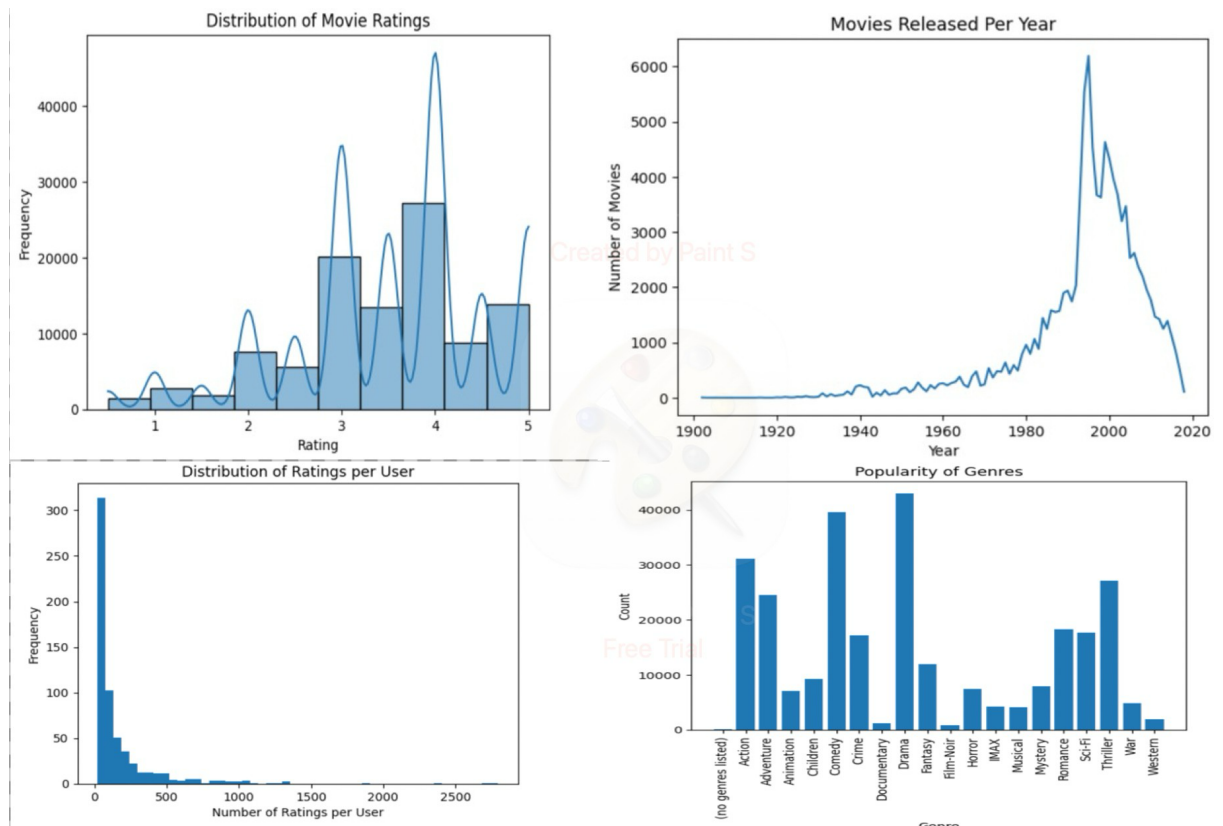 Distribution of Movie Ratings
Frequency
40000
30000
20000
10000
0
1 2 3 4 5
Rating
Movies Released Per Year
Number of Movies
6000
5000
4000
3000
2000
1000
0
1900 1920 1940 1960 1980 2000 2020
Year
Created by Paint S
Distribution of Ratings per User
Frequency
300
250
200
150
100
50
0
0 500 1000 1500 2000 2500
Number of Ratings per User
Popularity of Genres
Count
40000
30000
20000
10000
0
(no genres listed)
Action
Adventure
Animation
Children
Comedy
Crime
Documentary
Drama
Fantasy
Film-Noir
Horror
IMAX
Musical
Mystery
Romance
Sci-Fi
Thriller
War
Western
Genre
S
Free Trial